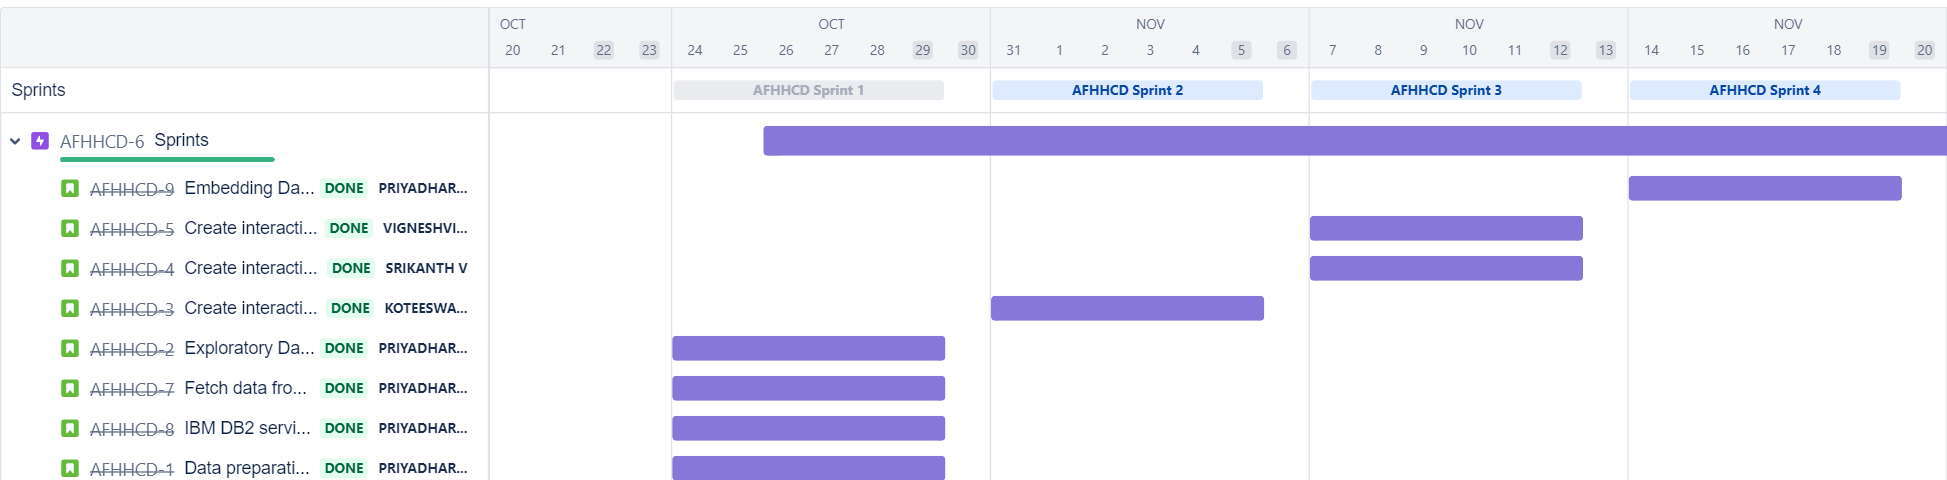 OCT OCT NOV NOV NOV
20 21 22 23 24 25 26 27 28 29 30 31 1 2 3 4 5 6 7 8 9 10 11 12 13 14 15 16 17 18 19 20
Sprints AFHHCD Sprint 1 AFHHCD Sprint 2 AFHHCD Sprint 3 AFHHCD Sprint 4
AFHHCD-6 Sprints
AFHHCD-9 Embedding Da... DONE PRIYADHAR...
AFHHCD-5 Create interacti... DONE VIGNESHVI...
AFHHCD-4 Create interacti... DONE SRIKANTH V
AFHHCD-3 Create interacti... DONE KOTEESWA...
AFHHCD-2 Exploratory Da... DONE PRIYADHAR...
AFHHCD-7 Fetch data fro... DONE PRIYADHAR...
AFHHCD-8 IBM DB2 servi... DONE PRIYADHAR...
AFHHCD-1 Data preparati... DONE PRIYADHAR...